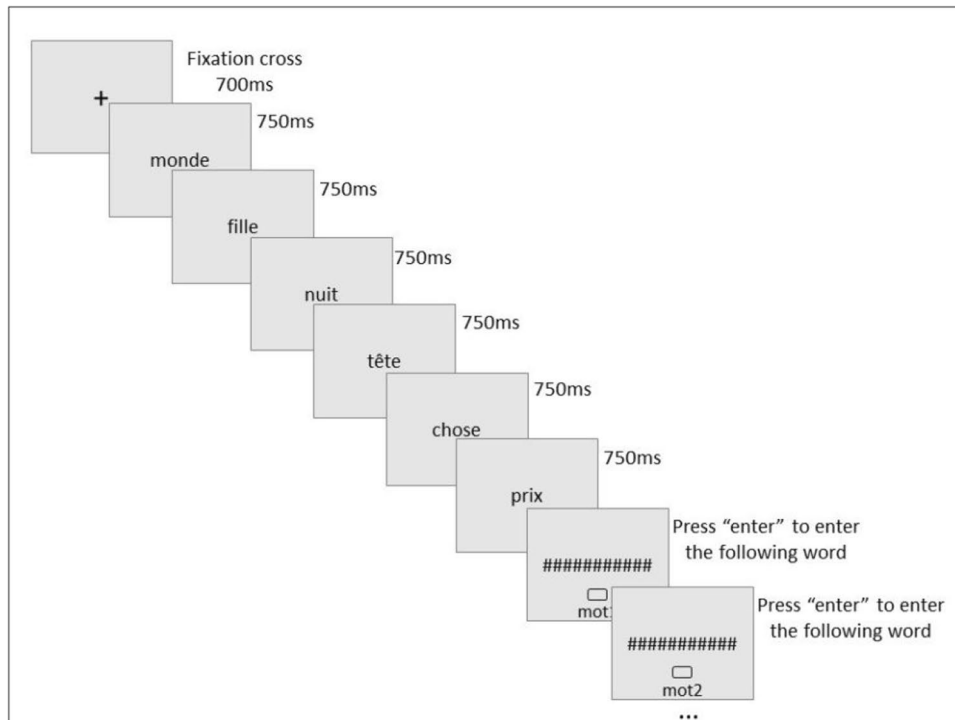 Fixation cross
700ms
+
750ms
monde
750ms
fille
750ms
nuit
750ms
tête
750ms
chose
750ms
prix
Press “enter” to enter
the following word
###########
mot1
Press “enter” to enter
the following word
###########
mot2
...